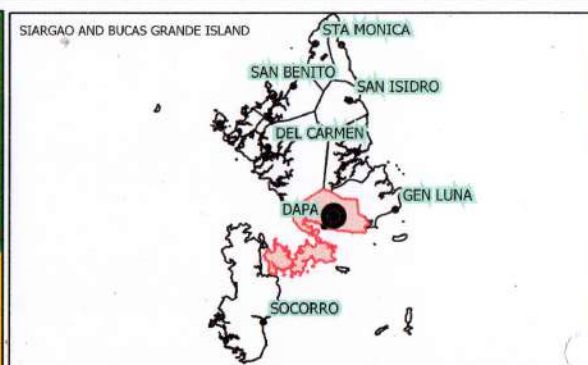 SIARGAO AND BUCAS GRANDE ISLAND
STA MONICA
SAN BENITO
SAN ISIDRO
DEL CARMEN
GEN LUNA
DAPA
SOCORRO